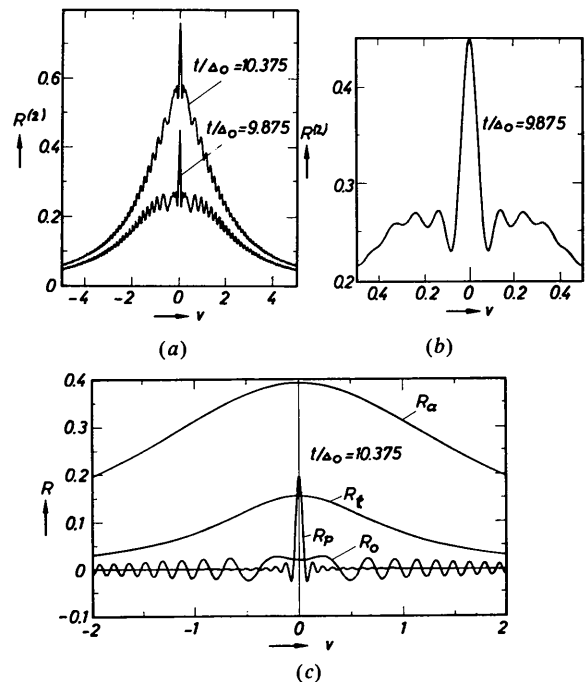 0.6
0.4
0.2
0
R⁽²⁾
t/Δ₀ = 10.375
t/Δ₀ = 9.875
-4 -2 0 2 4
v
(a)
0.4
0.3
0.2
R⁽²⁾
t/Δ₀ = 9.875
0.4 0.2 0 0.2 0.4
v
(b)
0.4
0.3
0.2
0.1
0
-0.1
R
Rₐ
t/Δ₀ = 10.375
Rₜ
Rₚ
R₀
-2 -1 0 1 2
v
(c)